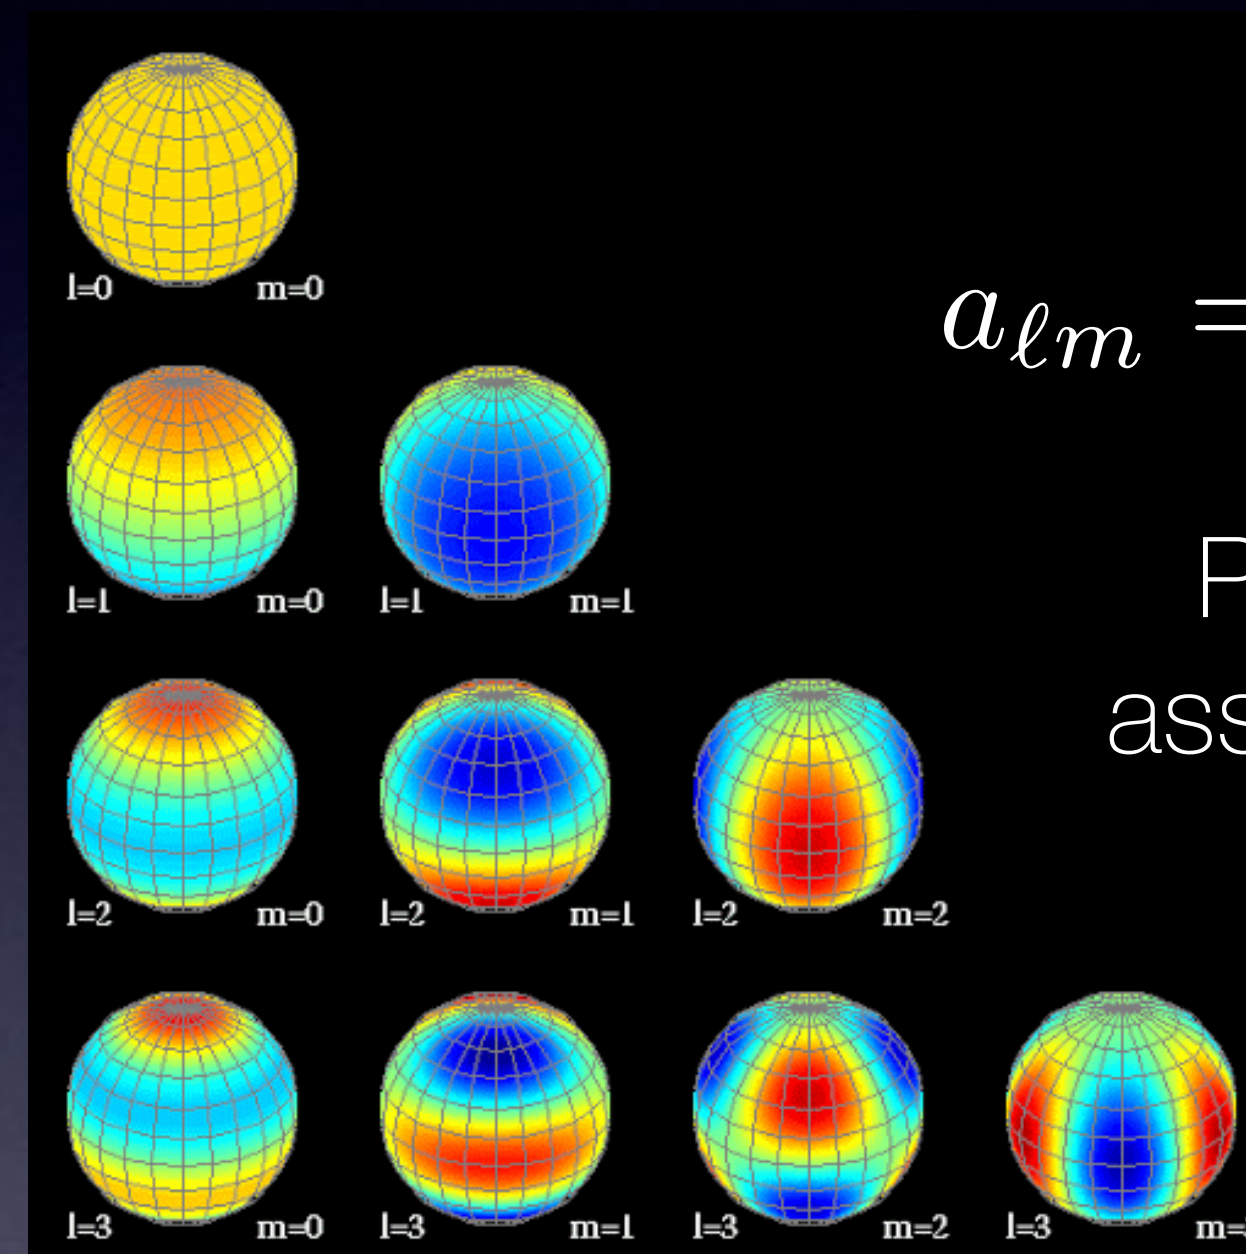 l=0 m=0
a_{ℓm} =
l=1 m=0 l=1 m=1
P
ass
l=2 m=0 l=2 m=1 l=2 m=2
l=3 m=0 l=3 m=1 l=3 m=2 l=3 m=